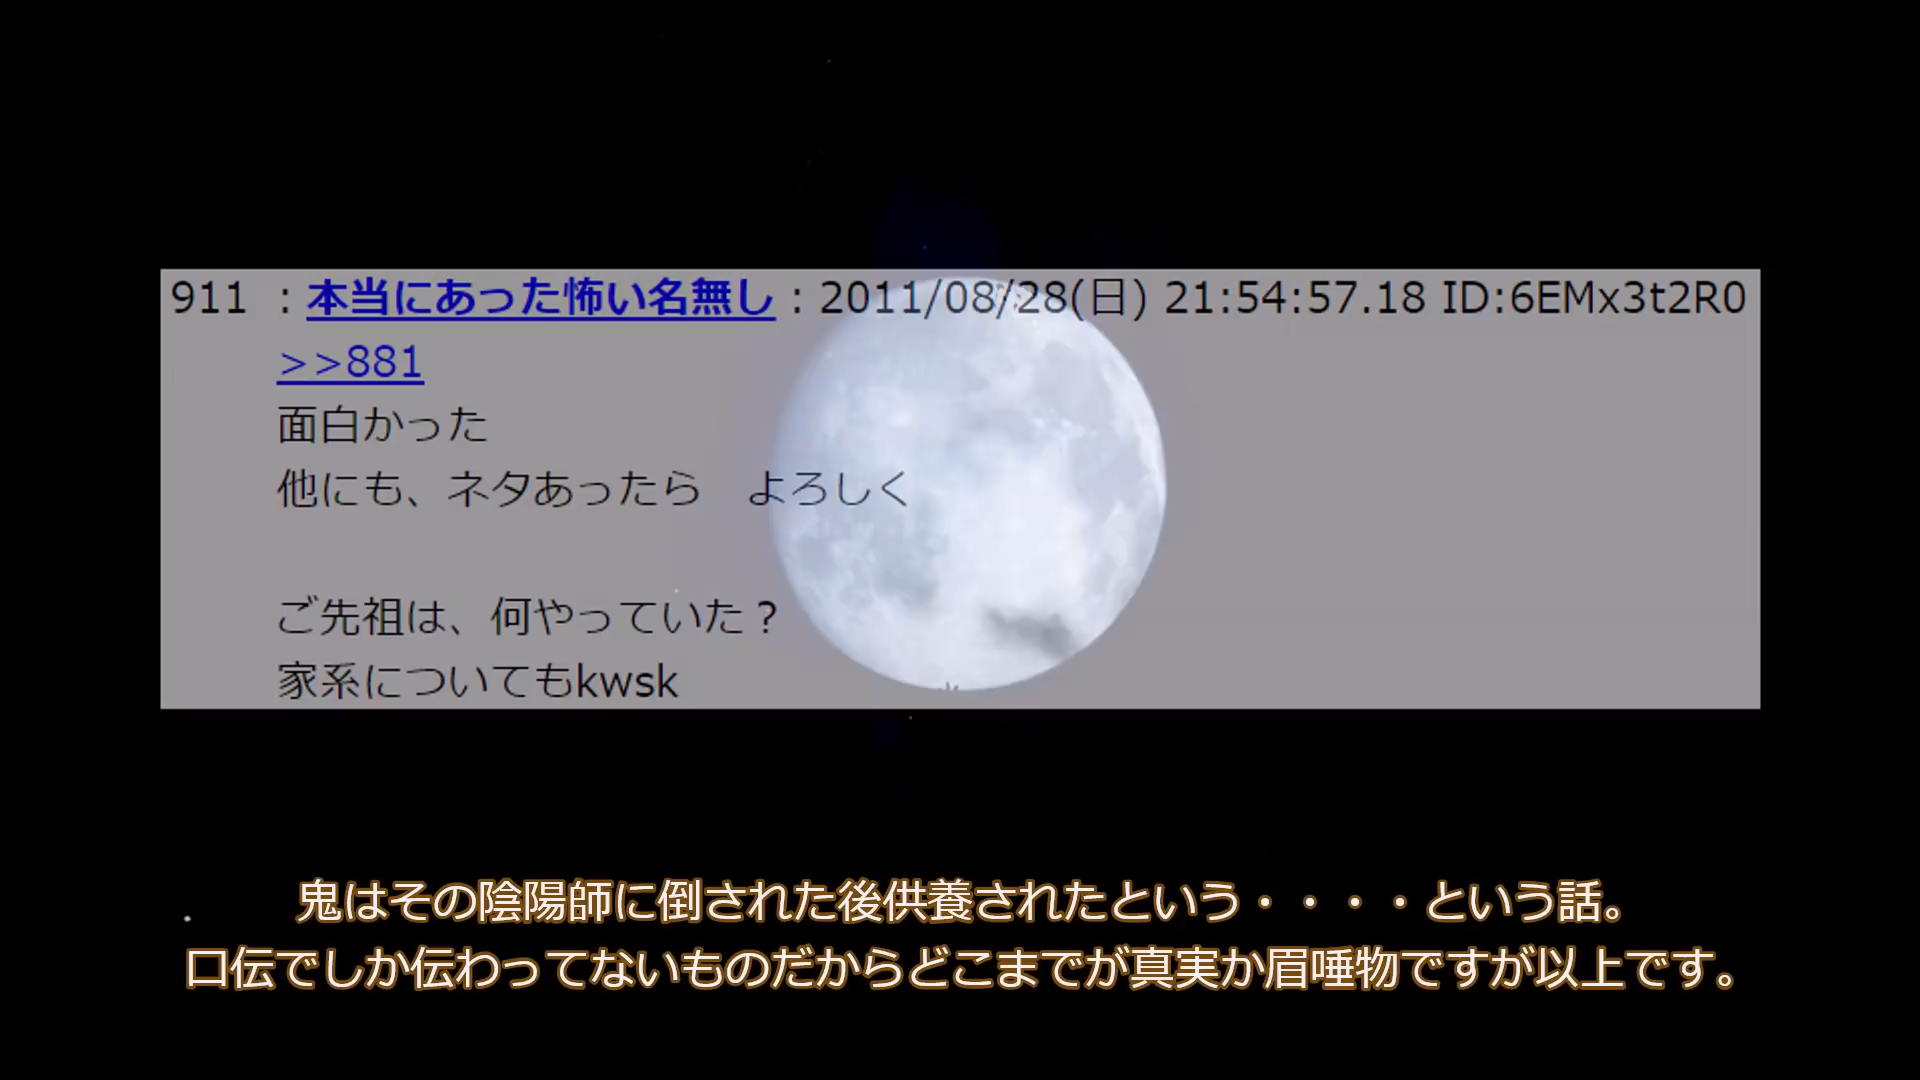 911 ：本当にあった怖い名無し：2011/08/28(日) 21:54:57.18 ID:6EMx3t2R0
>>881
面白かった
他にも、ネタあったら　よろしく
ご先祖は、何やっていた？
家系についてもkwsk
鬼はその陰陽師に倒された後供養されたという・・・・という話。
口伝でしか伝わってないものだからどこまでが真実か眉唾物ですが以上です。